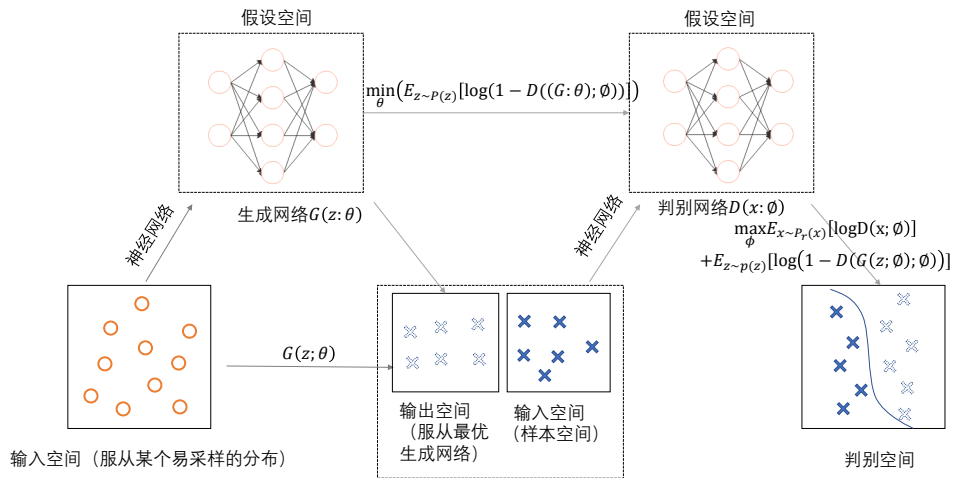 假设空间
假设空间
min_θ(E_{z~P(z)}[log(1 − D((G:θ);∅))])
生成网络G(z:θ)
判别网络D(x:∅)
神经网络
神经网络
max_ϕ E_{x~P_r(x)}[logD(x;∅)]
+E_{z~p(z)}[log(1 − D(G(z;∅);∅))]
G(z;θ)
输出空间
（服从最优
生成网络）
输入空间
（样本空间）
输入空间（服从某个易采样的分布）
判别空间